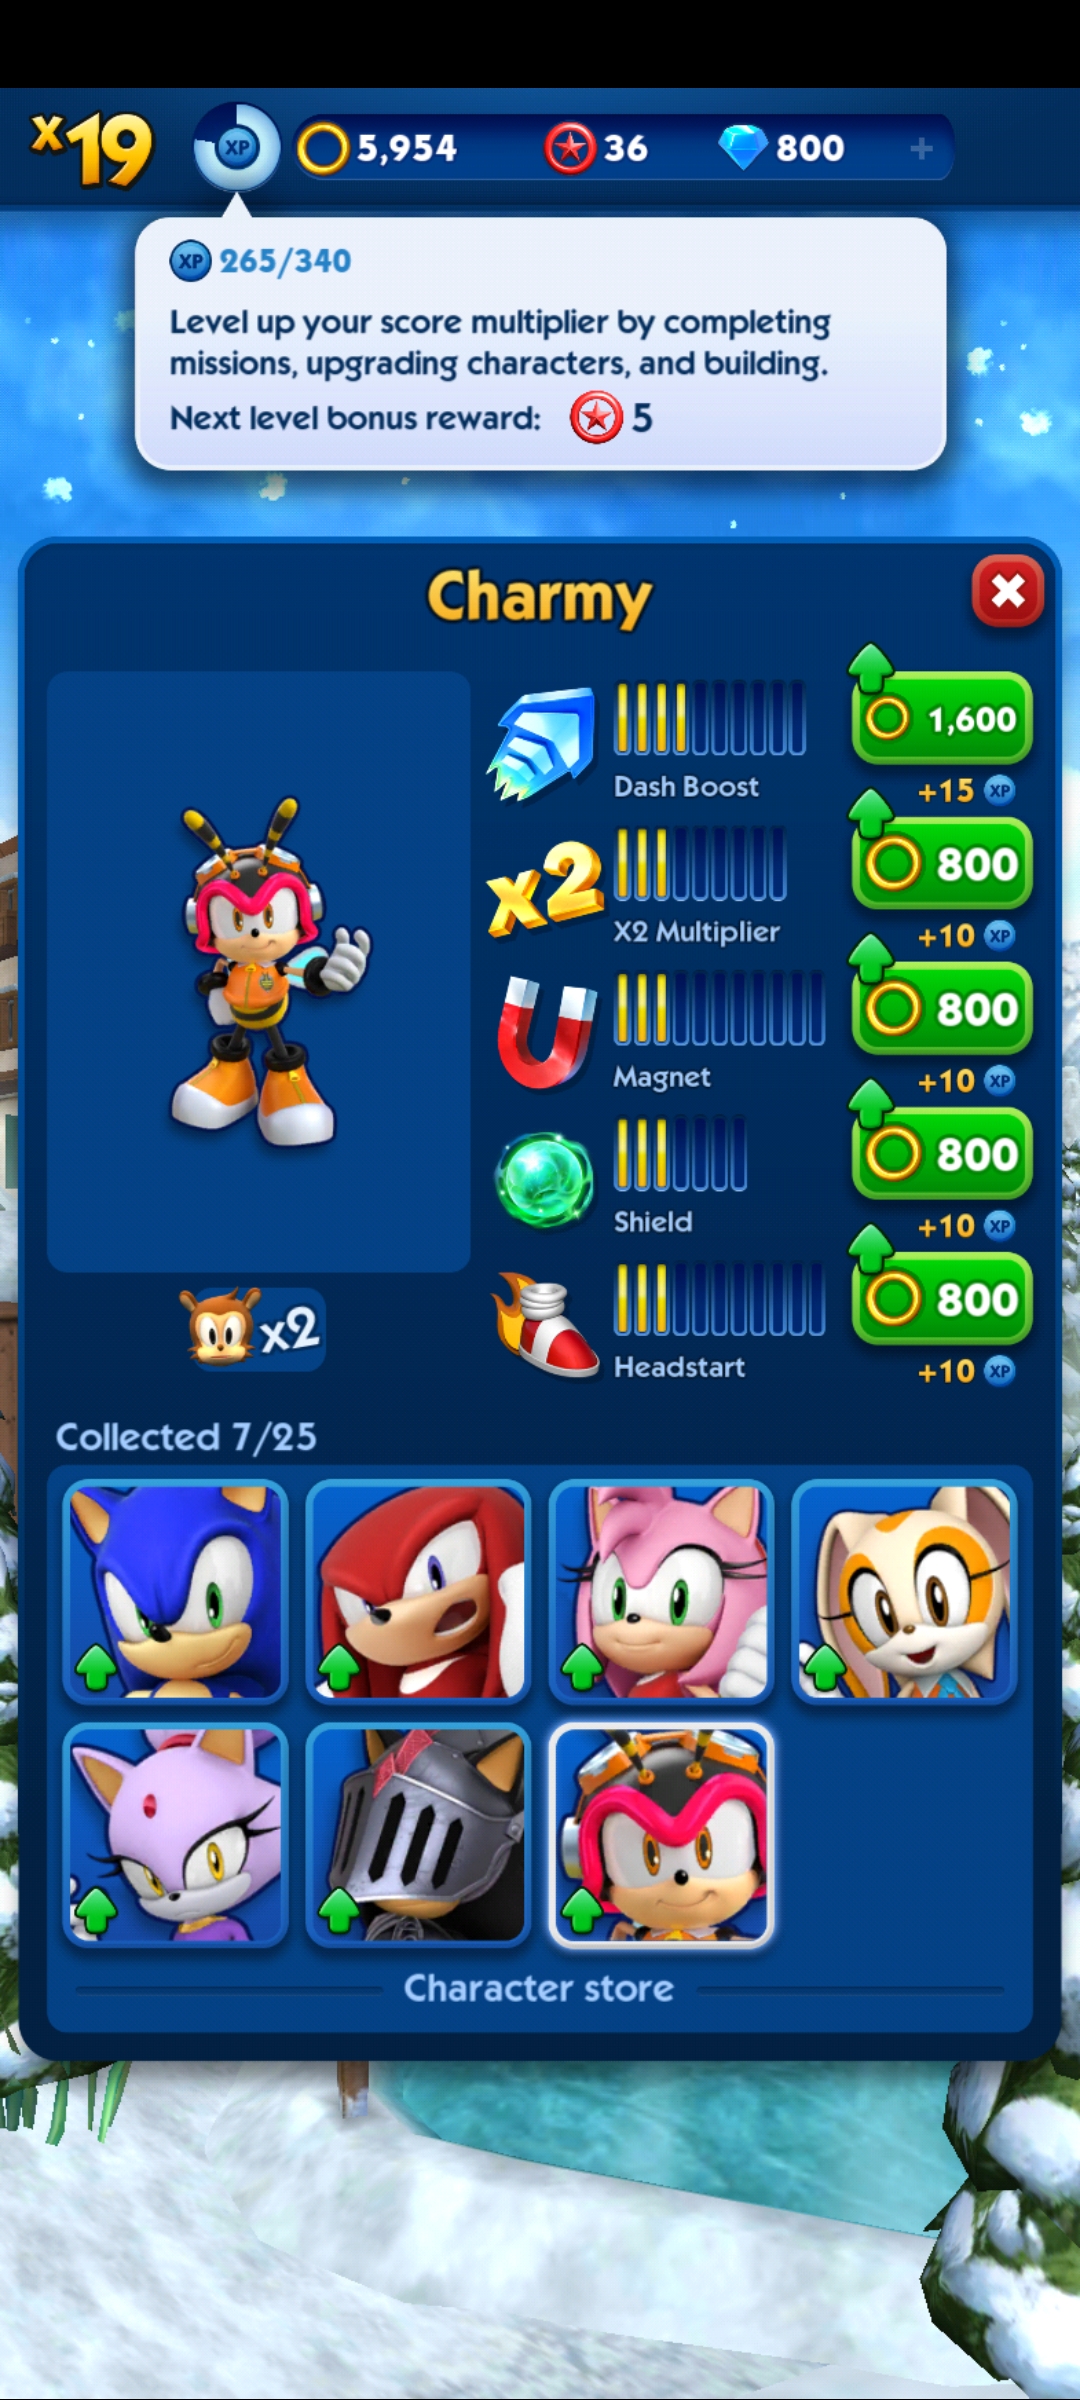 x19
XP
5,954
36
800
+
XP 265/340
Level up your score multiplier by completing
missions, upgrading characters, and building.
Next level bonus reward: 5
Charmy
1,600
Dash Boost
+15 XP
x2
800
X2 Multiplier
+10 XP
800
Magnet
+10 XP
800
Shield
+10 XP
800
Headstart
+10 XP
x2
Collected 7/25
Character store